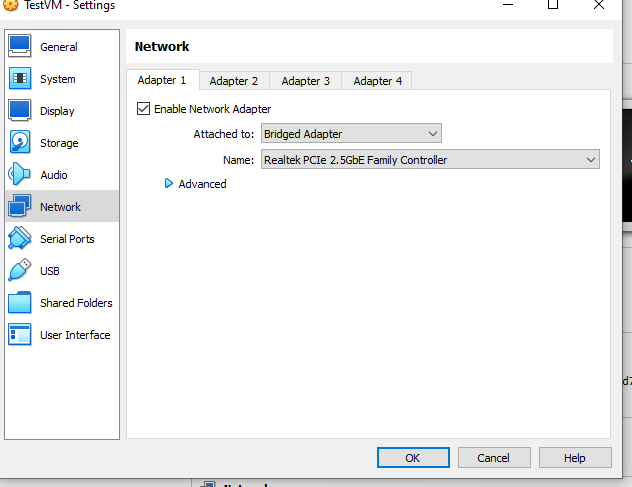 TestVM - Settings
General
System
Display
Storage
Audio
Network
Serial Ports
USB
Shared Folders
User Interface
Network
Adapter 1 Adapter 2 Adapter 3 Adapter 4
Enable Network Adapter
Attached to: Bridged Adapter
Name: Realtek PCIe 2.5GbE Family Controller
Advanced
OK Cancel Help